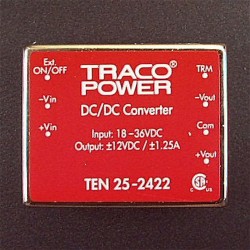 Ext.
ON/OFF
TRM
TRACO
POWER
–Vin
–Vout
DC/DC Converter
+Vin
Com
Input: 18–36VDC
Output: ±12VDC / ±1.25A
+Vout
TEN 25-2422